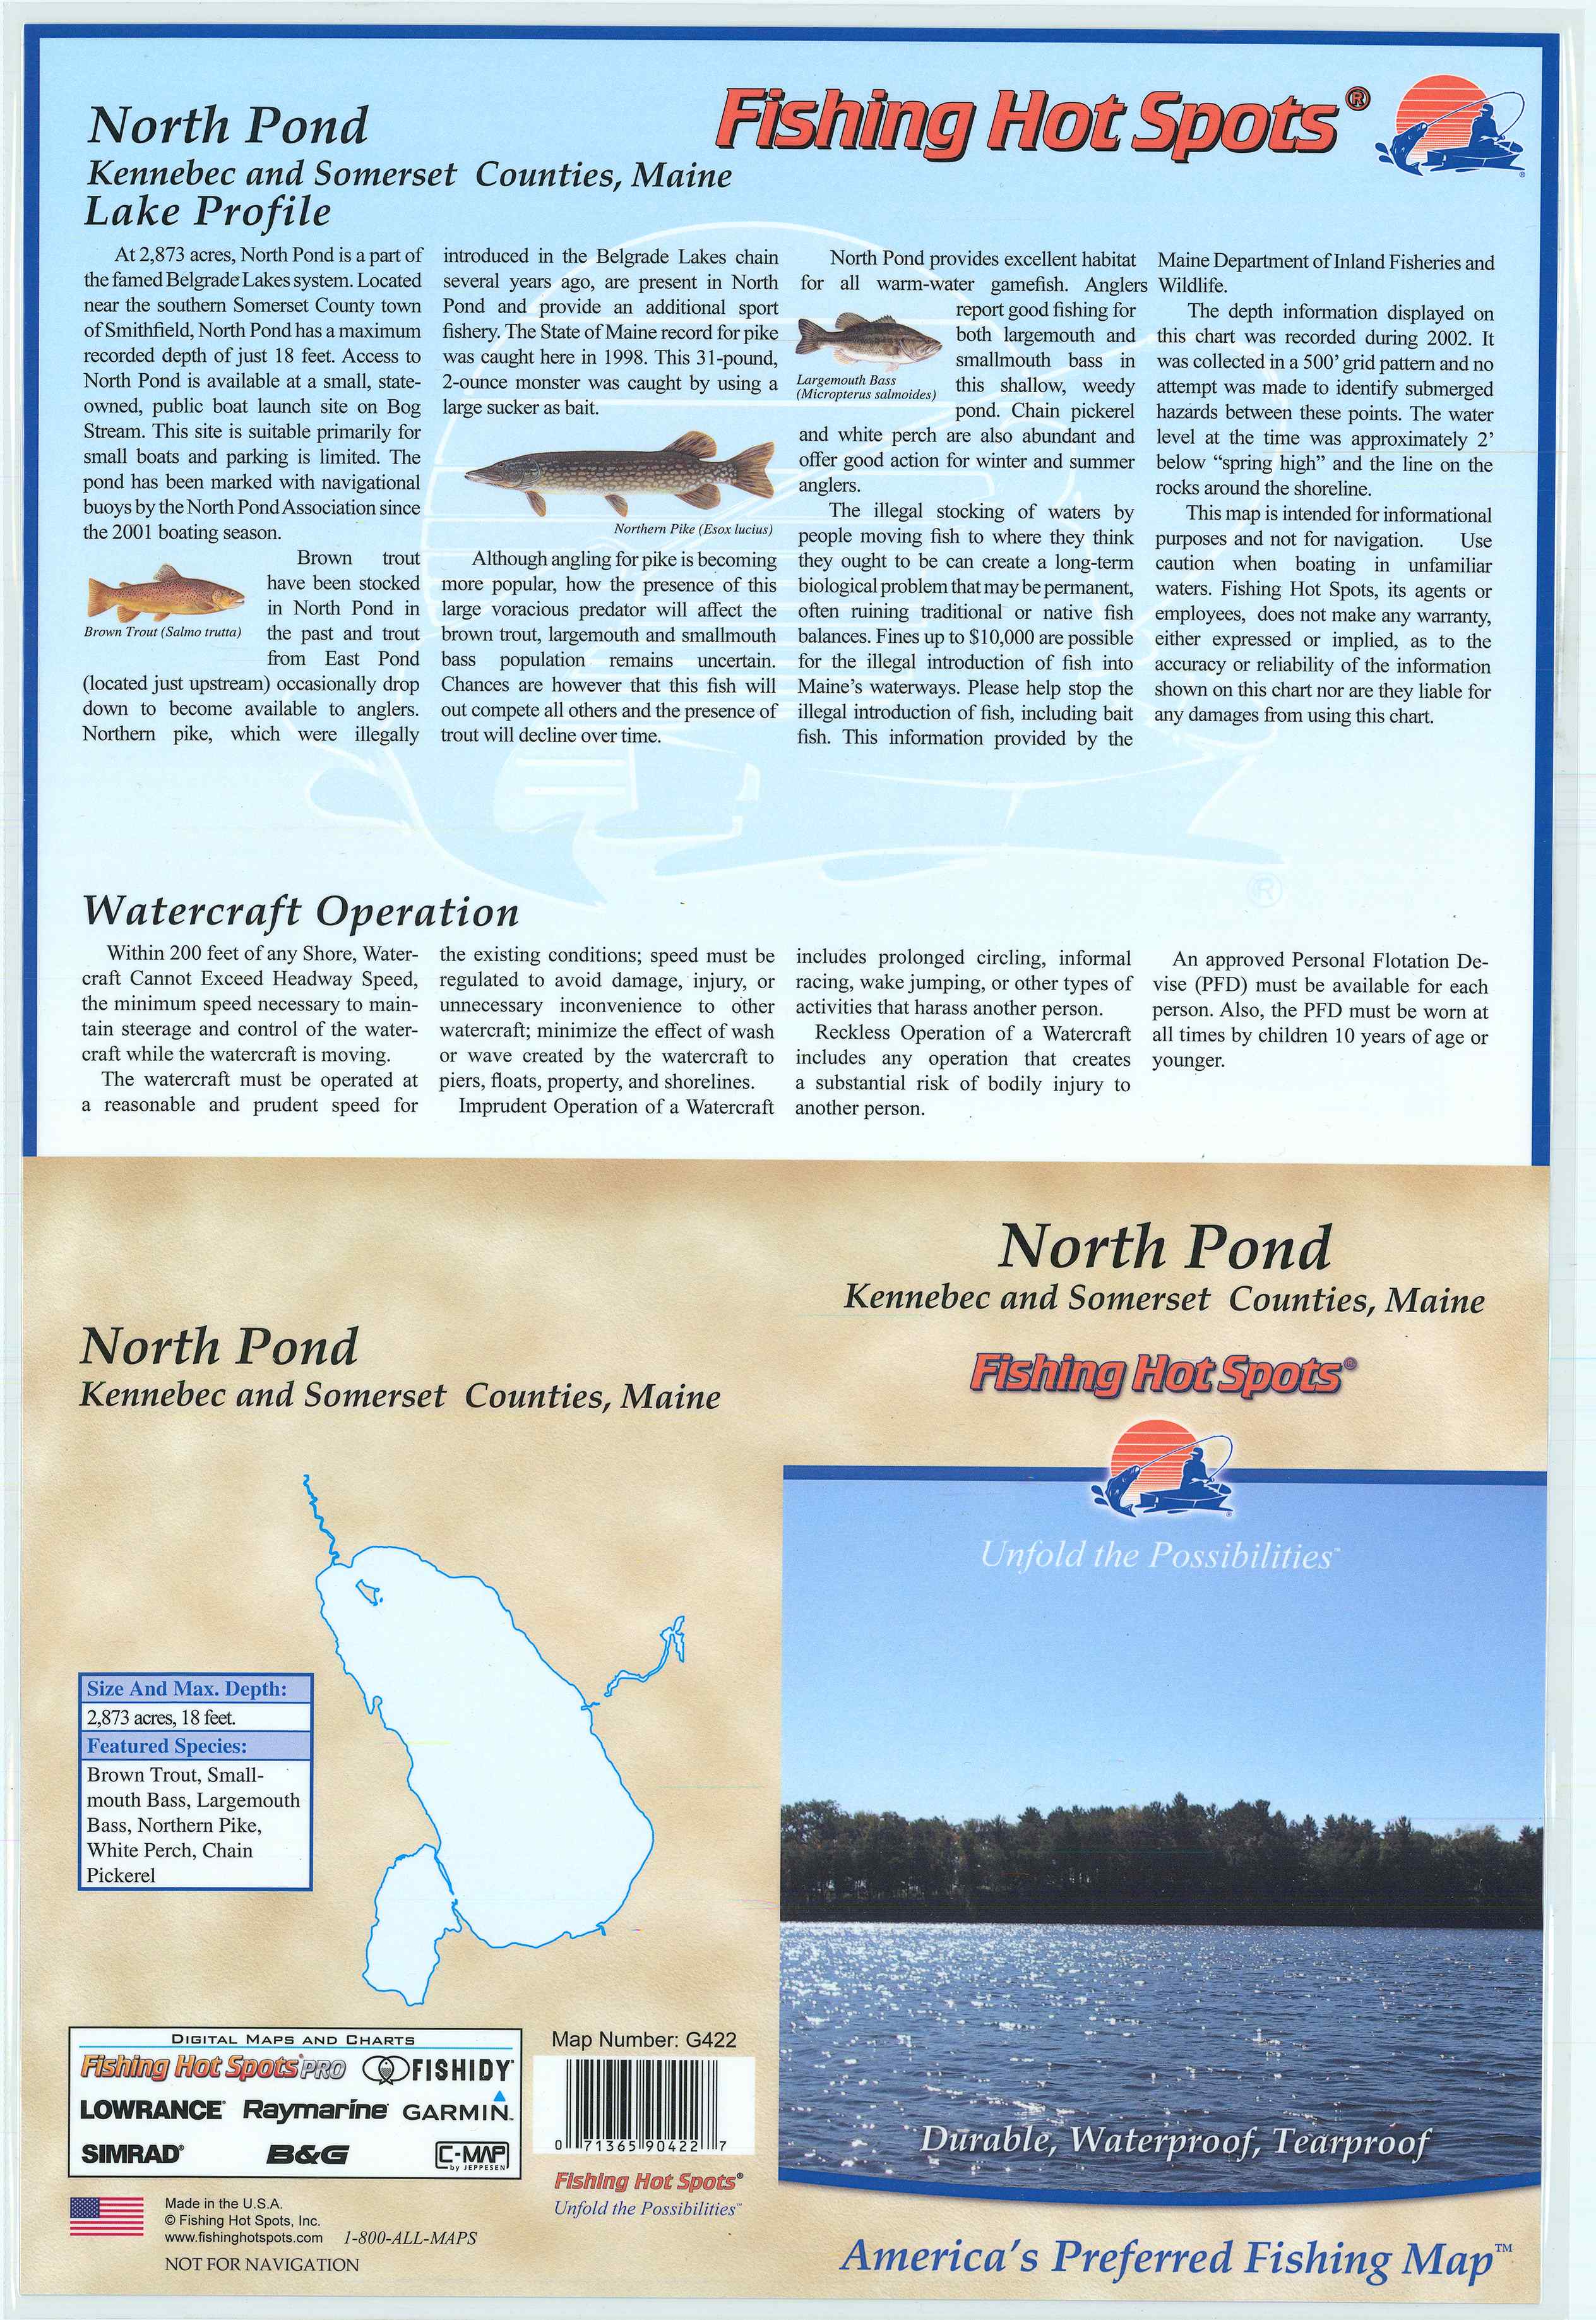 North Pond
Kennebec and Somerset Counties, Maine
Lake Profile
Fishing Hot Spots®
At 2,873 acres, North Pond is a part of
the famed Belgrade Lakes system. Located
near the southern Somerset County town
of Smithfield, North Pond has a maximum
recorded depth of just 18 feet. Access to
North Pond is available at a small, state-
owned, public boat launch site on Bog
Stream. This site is suitable primarily for
small boats and parking is limited. The
pond has been marked with navigational
buoys by the North Pond Association since
the 2001 boating season.
Brown trout
have been stocked
in North Pond in
the past and trout
from East Pond
Brown Trout (Salmo trutta)
(located just upstream) occasionally drop
down to become available to anglers.
Northern pike, which were illegally
introduced in the Belgrade Lakes chain
several years ago, are present in North
Pond and provide an additional sport
fishery. The State of Maine record for pike
was caught here in 1998. This 31-pound,
2-ounce monster was caught by using a
large sucker as bait.
Northern Pike (Esox lucius)
Although angling for pike is becoming
more popular, how the presence of this
large voracious predator will affect the
brown trout, largemouth and smallmouth
bass population remains uncertain.
Chances are however that this fish will
out compete all others and the presence of
trout will decline over time.
North Pond provides excellent habitat
for all warm-water gamefish. Anglers
report good fishing for
both largemouth and
smallmouth bass in
this shallow, weedy
pond. Chain pickerel
Largemouth Bass
(Micropterus salmoides)
and white perch are also abundant and
offer good action for winter and summer
anglers.
The illegal stocking of waters by
people moving fish to where they think
they ought to be can create a long-term
biological problem that may be permanent,
often ruining traditional or native fish
balances. Fines up to $10,000 are possible
for the illegal introduction of fish into
Maine's waterways. Please help stop the
illegal introduction of fish, including bait
fish. This information provided by the
Maine Department of Inland Fisheries and
Wildlife.
The depth information displayed on
this chart was recorded during 2002. It
was collected in a 500' grid pattern and no
attempt was made to identify submerged
hazards between these points. The water
level at the time was approximately 2'
below "spring high" and the line on the
rocks around the shoreline.
This map is intended for informational
purposes and not for navigation. Use
caution when boating in unfamiliar
waters. Fishing Hot Spots, its agents or
employees, does not make any warranty,
either expressed or implied, as to the
accuracy or reliability of the information
shown on this chart nor are they liable for
any damages from using this chart.
Watercraft Operation
Within 200 feet of any Shore, Water-
craft Cannot Exceed Headway Speed,
the minimum speed necessary to main-
tain steerage and control of the water-
craft while the watercraft is moving.
The watercraft must be operated at
a reasonable and prudent speed for
the existing conditions; speed must be
regulated to avoid damage, injury, or
unnecessary inconvenience to other
watercraft; minimize the effect of wash
or wave created by the watercraft to
piers, floats, property, and shorelines.
Imprudent Operation of a Watercraft
includes prolonged circling, informal
racing, wake jumping, or other types of
activities that harass another person.
Reckless Operation of a Watercraft
includes any operation that creates
a substantial risk of bodily injury to
another person.
An approved Personal Flotation De-
vise (PFD) must be available for each
person. Also, the PFD must be worn at
all times by children 10 years of age or
younger.
North Pond
Kennebec and Somerset Counties, Maine
Size And Max. Depth:
2,873 acres, 18 feet.
Featured Species:
Brown Trout, Small-
mouth Bass, Largemouth
Bass, Northern Pike,
White Perch, Chain
Pickerel
DIGITAL MAPS AND CHARTS
Fishing Hot Spots PRO FISHIDY
LOWRANCE Raymarine GARMIN
SIMRAD B&G C-MAP
by JEPPESEN
Map Number: G422
0 71365 90422 7
Fishing Hot Spots®
Unfold the Possibilities™
Made in the U.S.A.
© Fishing Hot Spots, Inc.
www.fishinghotspots.com 1-800-ALL-MAPS
NOT FOR NAVIGATION
North Pond
Kennebec and Somerset Counties, Maine
Fishing Hot Spots®
Unfold the Possibilities™
Durable, Waterproof, Tearproof
America's Preferred Fishing Map™